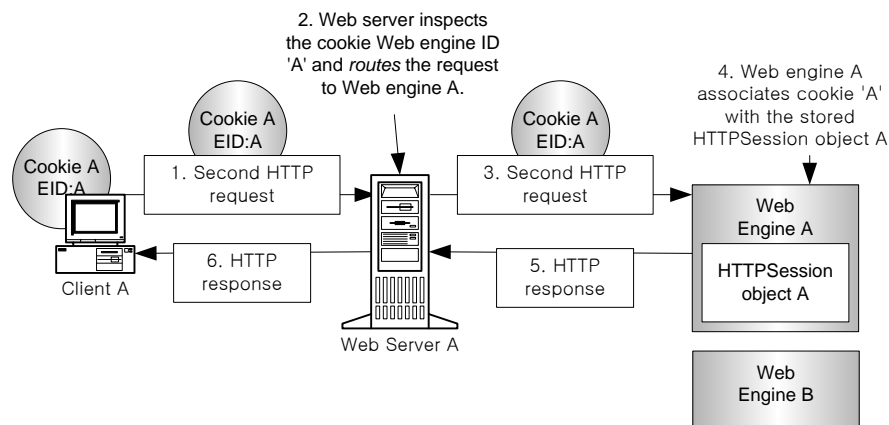 2. Web server inspects
the cookie Web engine ID
'A' and routes the request
to Web engine A.
4. Web engine A
associates cookie 'A'
with the stored
HTTPSession object A
Cookie A
EID:A
Cookie A
EID:A
Cookie A
EID:A
1. Second HTTP
request
3. Second HTTP
request
Web
Engine A
HTTPSession
object A
6. HTTP
response
5. HTTP
response
Client A
Web Server A
Web
Engine B